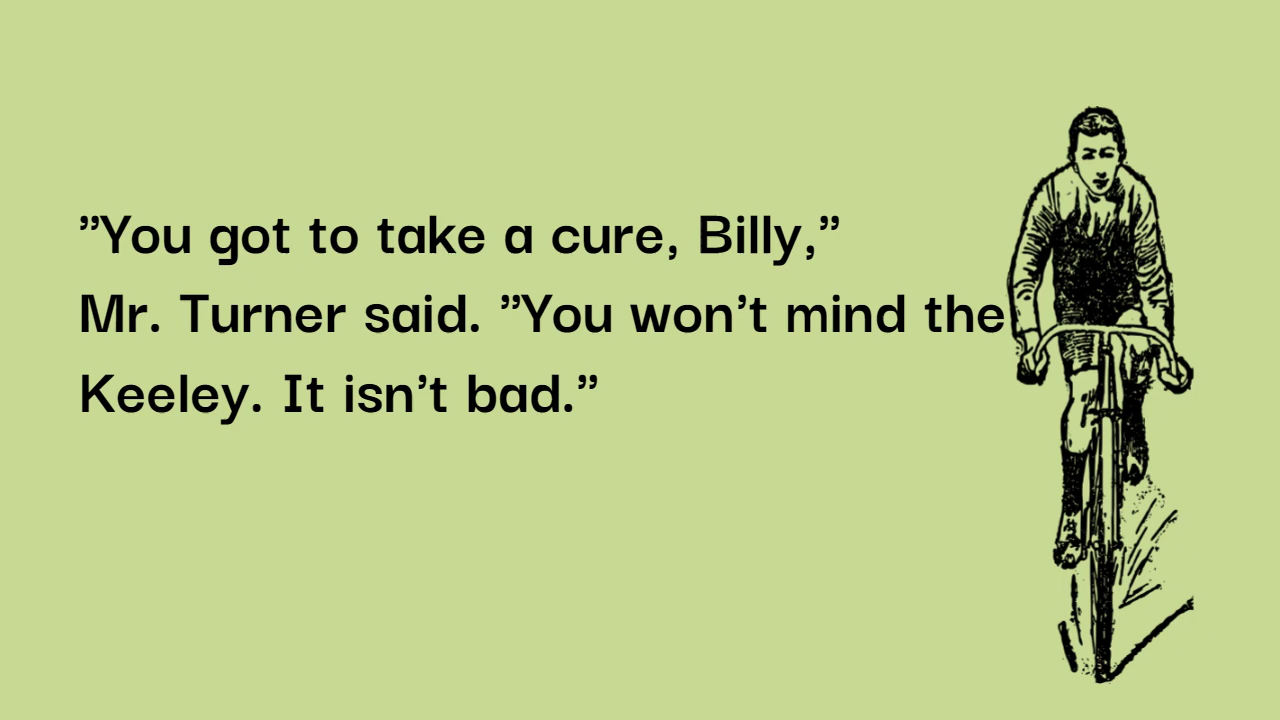 ”You got to take a cure, Billy,”
Mr. Turner said. ”You won’t mind the
Keeley. It isn’t bad.”